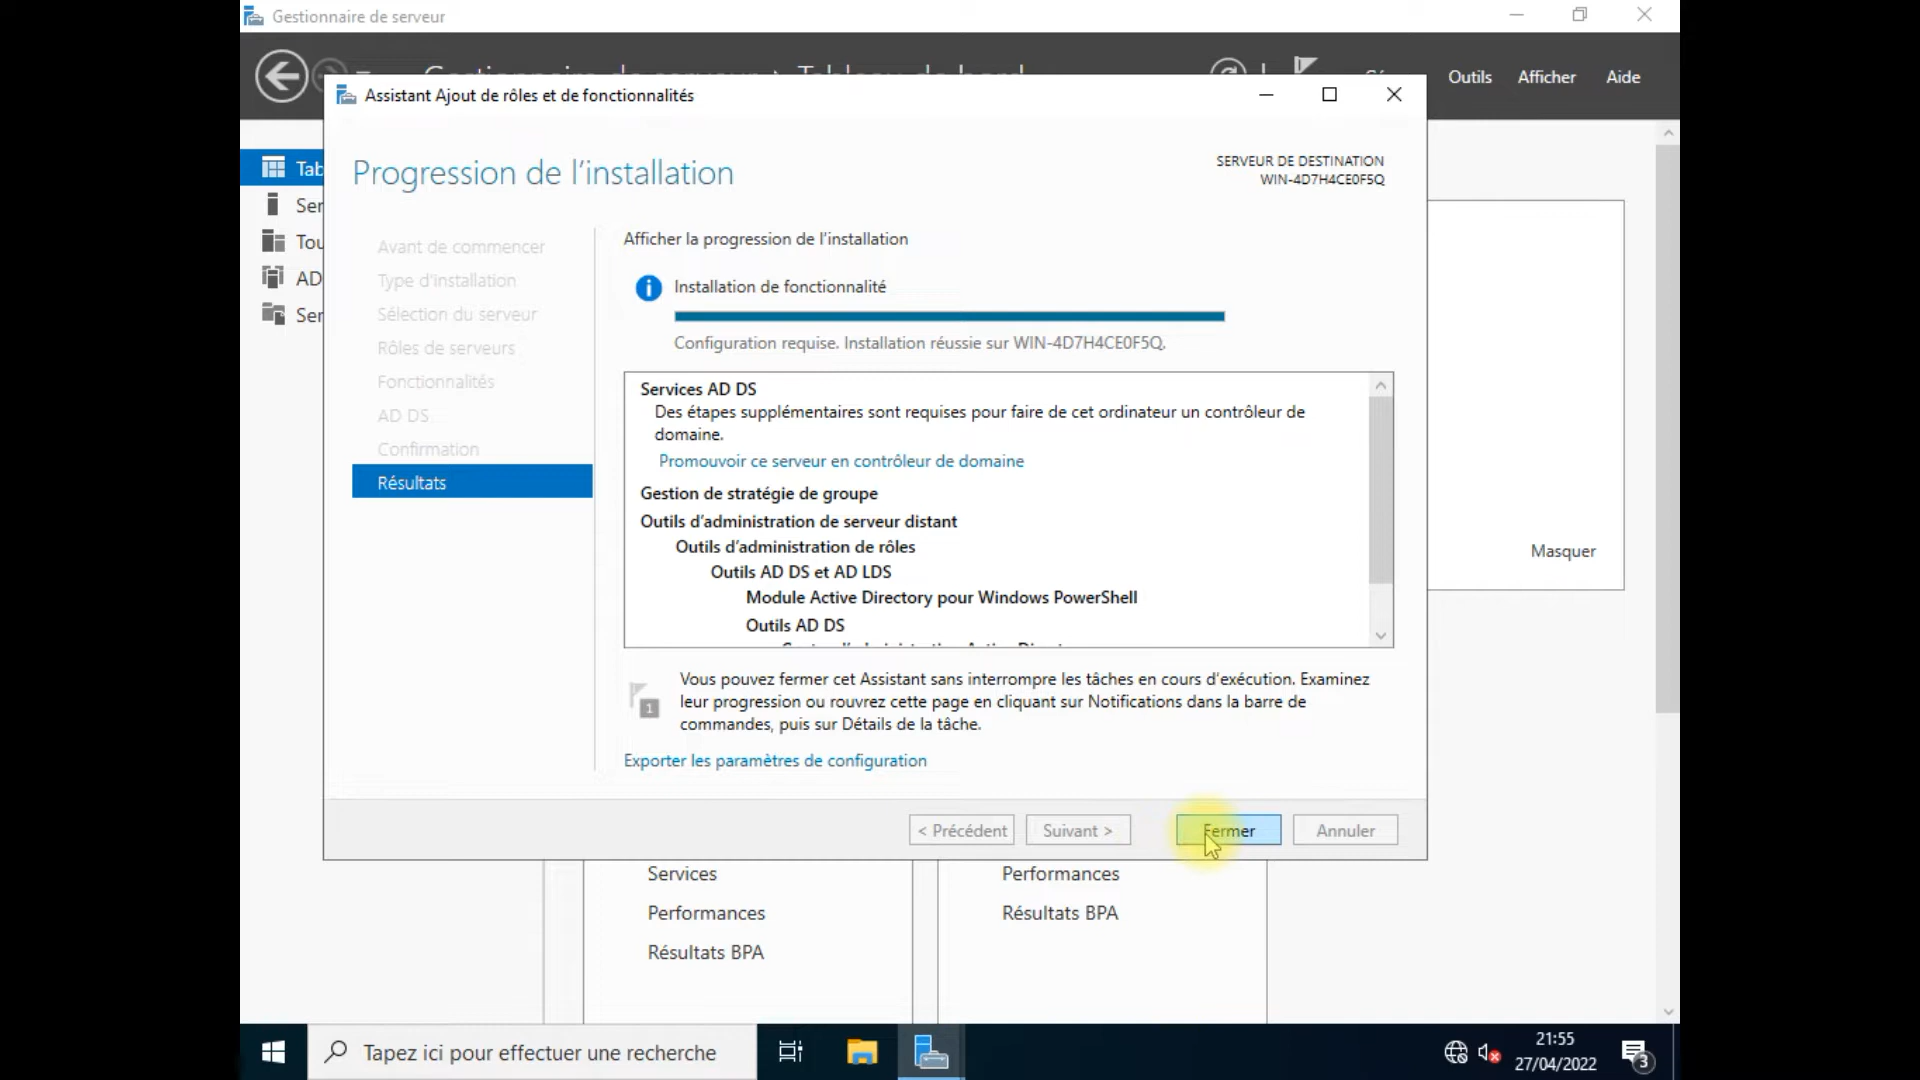 Gestionnaire de serveur
Outils
Afficher
Aide
Assistant Ajout de rôles et de fonctionnalités
Progression de l’installation
SERVEUR DE DESTINATION
WIN-4D7H4CE0F5Q
Tab
Ser
Tou
AD
Ser
Avant de commencer
Type d'installation
Sélection du serveur
Rôles de serveurs
Fonctionnalités
AD DS
Confirmation
Résultats
Afficher la progression de l’installation
Installation de fonctionnalité
Configuration requise. Installation réussie sur WIN-4D7H4CE0F5Q.
Services AD DS
Des étapes supplémentaires sont requises pour faire de cet ordinateur un contrôleur de
domaine.
Promouvoir ce serveur en contrôleur de domaine
Gestion de stratégie de groupe
Outils d’administration de serveur distant
Outils d’administration de rôles
Outils AD DS et AD LDS
Module Active Directory pour Windows PowerShell
Outils AD DS
1
Vous pouvez fermer cet Assistant sans interrompre les tâches en cours d’exécution. Examinez
leur progression ou rouvrez cette page en cliquant sur Notifications dans la barre de
commandes, puis sur Détails de la tâche.
Exporter les paramètres de configuration
< Précédent
Suivant >
Fermer
Annuler
Masquer
Services
Performances
Résultats BPA
Performances
Résultats BPA
Tapez ici pour effectuer une recherche
21:55
27/04/2022
3